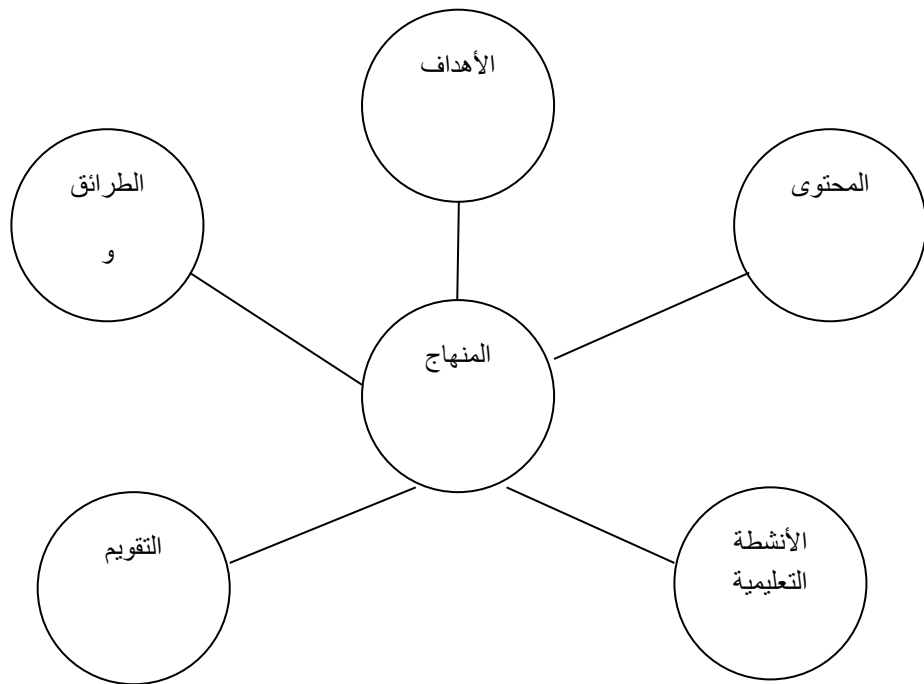 الأهداف
المحتوى
الطرائق
و
المنهاج
الأنشطة
التعليمية
التقويم